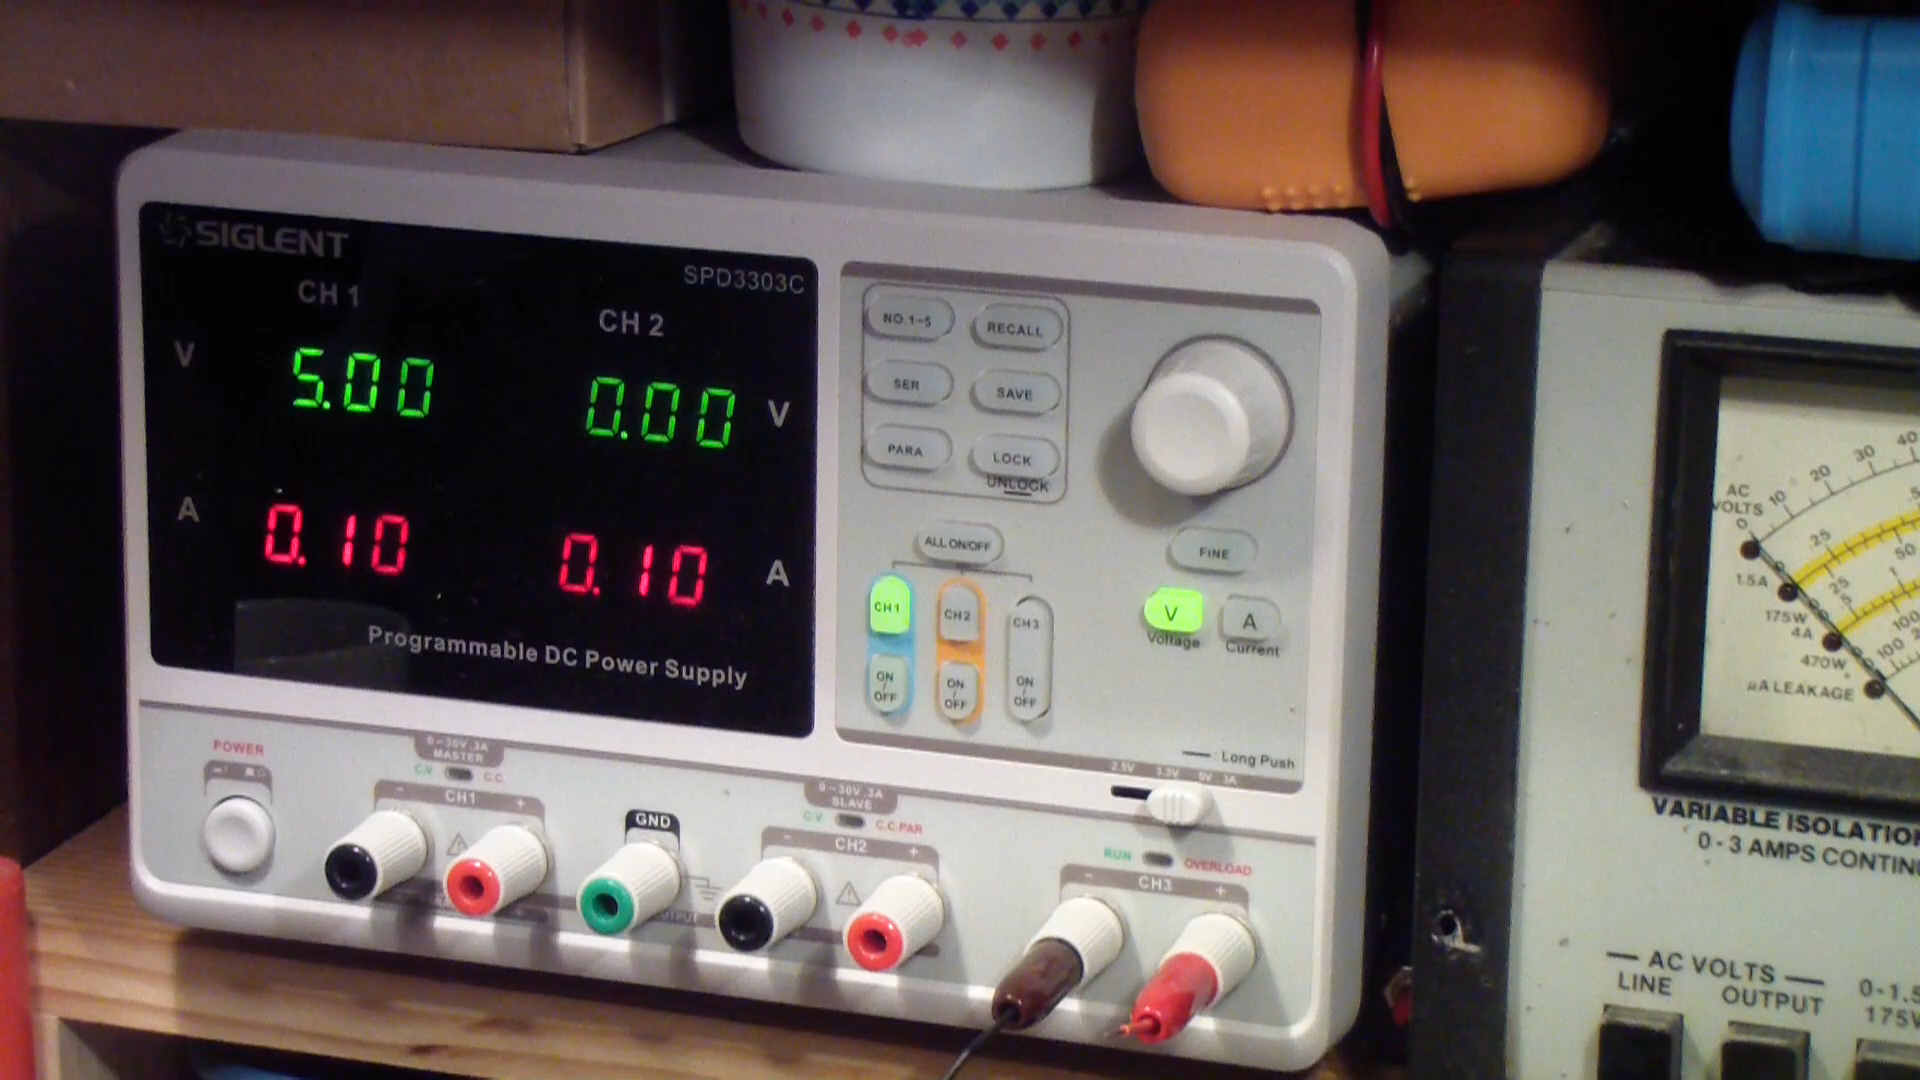 SIGLENT
SPD3303C
CH 1
CH 2
V
5.00
0.00
V
A
0.10
0.10
A
Programmable DC Power Supply
NO.1-5
RECALL
SER
SAVE
PARA
LOCK
UNLOCK
ALL ON/OFF
FINE
CH1
CH2
CH3
V
A
Voltage
Current
ON/OFF
ON/OFF
ON/OFF
Long Push
POWER
0~30V .3A
MASTER
C.V
C.C.
CH1
- +
GND
0~30V .3A
SLAVE
C.V
C.C.PAR
CH2
- +
2.5V 3.3V 5V .3A
RUN
OVERLOAD
CH3
- +
AC
VOLTS
0 10 20 30 40
1.5A
.25
25
.5
50
175W
4A
1
100
470W
100
µA LEAKAGE
VARIABLE ISOLATION
0-3 AMPS
AC VOLTS
LINE
OUTPUT
175W